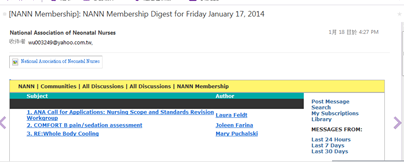 [NANN Membership]: NANN Membership Digest for Friday January 17, 2014
National Association of Neonatal Nurses
1月 18 日於 4:27 PM
收件者 wu003249@yahoo.com.tw,
National Association of Neonatal Nurses
NANN | Communities | All Discussions | All Discussions | NANN Membership
Subject Author
1. ANA Call for Applications: Nursing Scope and Standards Revision Workgroup Laura Feldt
2. COMFORT B pain/sedation assessment Joleen Farina
3. RE:Whole Body Cooling Mary Puchalski
Post Message
Search
My Subscriptions
Library
MESSAGES FROM:
Last 24 Hours
Last 7 Days
Last 30 Days